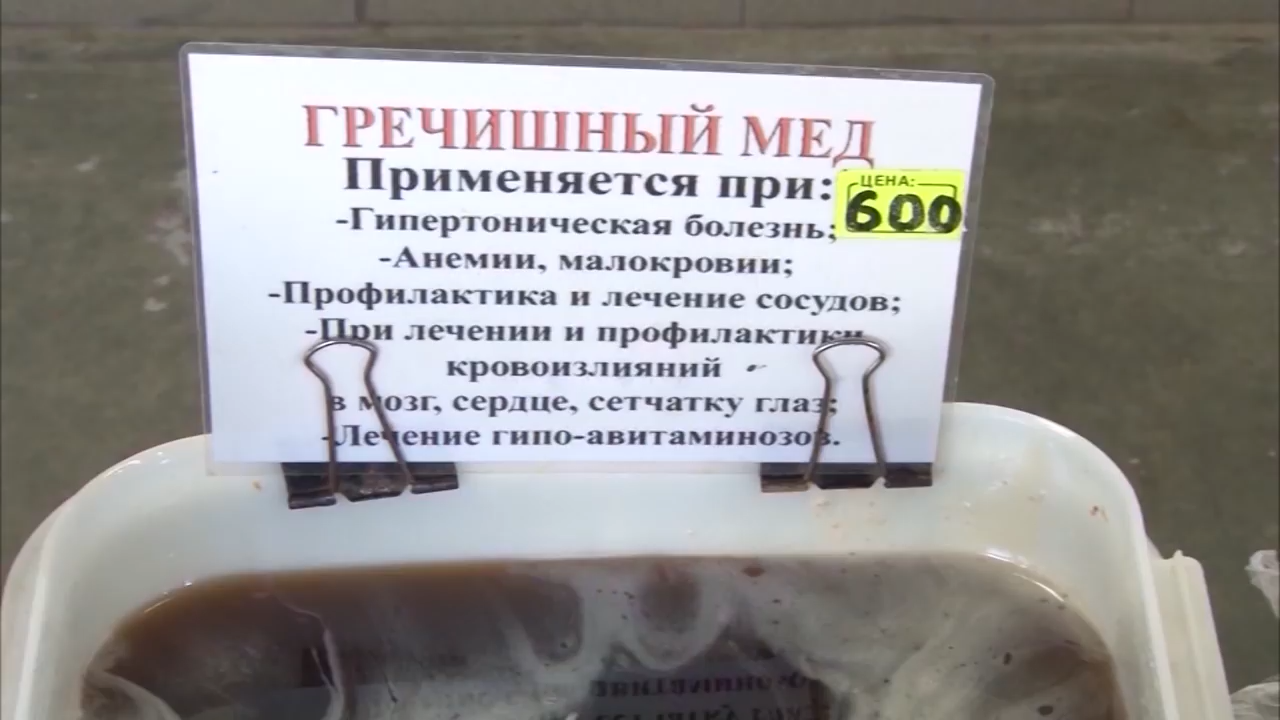 ГРЕЧИШНЫЙ МЕД
Применяется при:
ЦЕНА:
600
-Гипертоническая болезнь;
-Анемии, малокровии;
-Профилактика и лечение сосудов;
-При лечении и профилактики
кровоизлияний
в мозг, сердце, сетчатку глаз;
-Лечение гипо-авитаминозов.